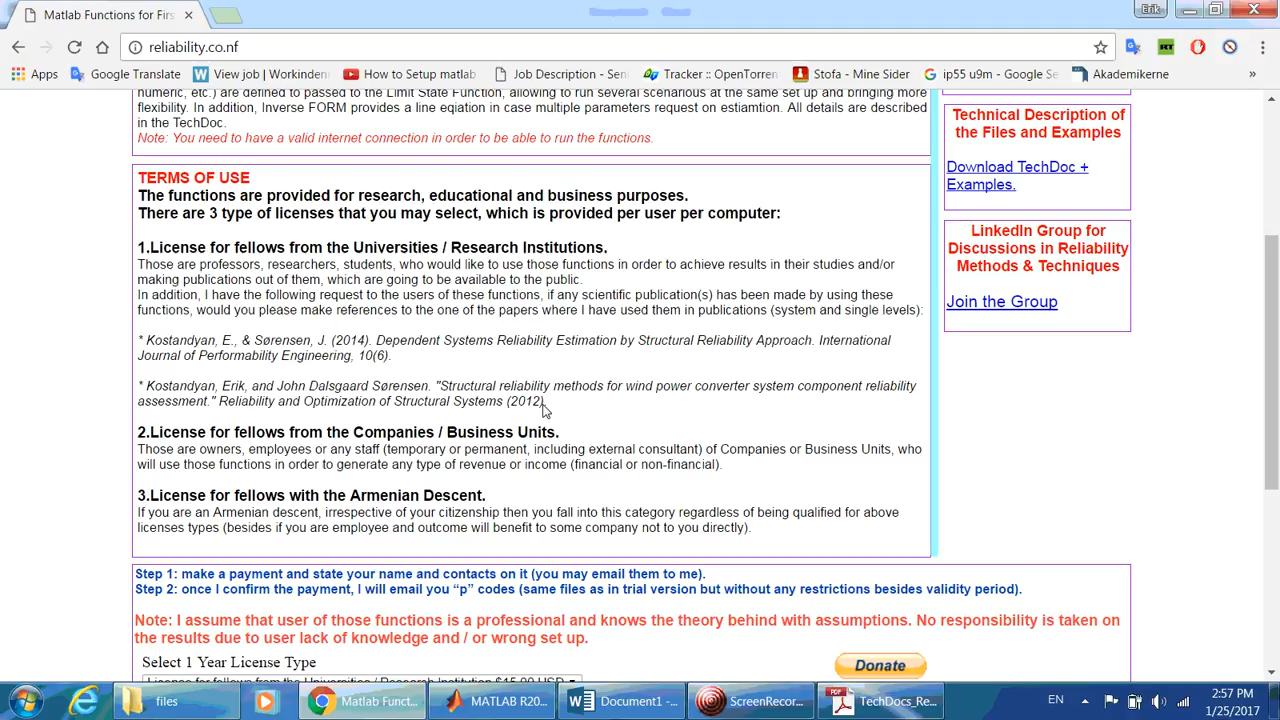 Matlab Functions for Firs
Erik
reliability.co.nf
Apps
Google Translate
View job | Workinden
How to Setup matlab
Job Description - Sen
Tracker :: OpenTorren
Stofa - Mine Sider
ip55 u9m - Google Se
Akademikerne
»
numeric, etc.) are defined to passed to the Limit State Function, allowing to run several scenarious at the same set up and bringing more
flexibility. In addition, Inverse FORM provides a line eqiation in case multiple parameters request on estiamtion. All details are described
in the TechDoc.
Note: You need to have a valid internet connection in order to be able to run the functions.
TERMS OF USE
The functions are provided for research, educational and business purposes.
There are 3 type of licenses that you may select, which is provided per user per computer:
1.License for fellows from the Universities / Research Institutions.
Those are professors, researchers, students, who would like to use those functions in order to achieve results in their studies and/or
making publications out of them, which are going to be available to the public.
In addition, I have the following request to the users of these functions, if any scientific publication(s) has been made by using these
functions, would you please make references to the one of the papers where I have used them in publications (system and single levels):
* Kostandyan, E., & Sørensen, J. (2014). Dependent Systems Reliability Estimation by Structural Reliability Approach. International
Journal of Performability Engineering, 10(6).
* Kostandyan, Erik, and John Dalsgaard Sørensen. "Structural reliability methods for wind power converter system component reliability
assessment." Reliability and Optimization of Structural Systems (2012).
2.License for fellows from the Companies / Business Units.
Those are owners, employees or any staff (temporary or permanent, including external consultant) of Companies or Business Units, who
will use those functions in order to generate any type of revenue or income (financial or non-financial).
3.License for fellows with the Armenian Descent.
If you are an Armenian descent, irrespective of your citizenship then you fall into this category regardless of being qualified for above
licenses types (besides if you are employee and outcome will benefit to some company not to you directly).
Technical Description of
the Files and Examples
Download TechDoc +
Examples.
LinkedIn Group for
Discussions in Reliability
Methods & Techniques
Join the Group
Step 1: make a payment and state your name and contacts on it (you may email them to me).
Step 2: once I confirm the payment, I will email you “p” codes (same files as in trial version but without any restrictions besides validity period).
Note: I assume that user of those functions is a professional and knows the theory behind with assumptions. No responsibility is taken on
the results due to user lack of knowledge and / or wrong set up.
Select 1 Year License Type
License for fellows from the Universities / Research Institution $15.00 USD
Donate
files
Matlab Funct...
MATLAB R20...
Document1 -...
ScreenRecor...
TechDocs_Re...
EN
2:57 PM
1/25/2017